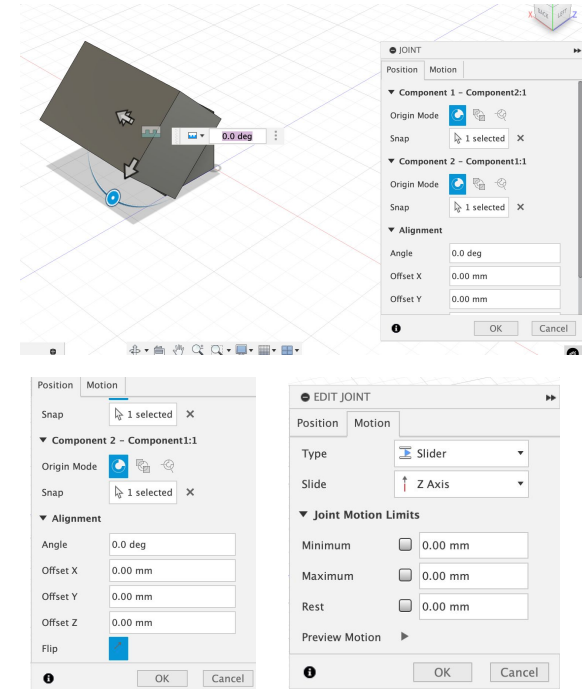 BACK
LEFT
X
Z
JOINT
Position Motion
Component 1 – Component2:1
Origin Mode
Snap 1 selected
Component 2 – Component1:1
Origin Mode
Snap 1 selected
Alignment
Angle 0.0 deg
Offset X 0.00 mm
Offset Y 0.00 mm
OK Cancel
0.0 deg
Position Motion
Snap 1 selected
Component 2 – Component1:1
Origin Mode
Snap 1 selected
Alignment
Angle 0.0 deg
Offset X 0.00 mm
Offset Y 0.00 mm
Offset Z 0.00 mm
Flip
OK Cancel
EDIT JOINT
Position Motion
Type Slider
Slide Z Axis
Joint Motion Limits
Minimum 0.00 mm
Maximum 0.00 mm
Rest 0.00 mm
Preview Motion
OK Cancel